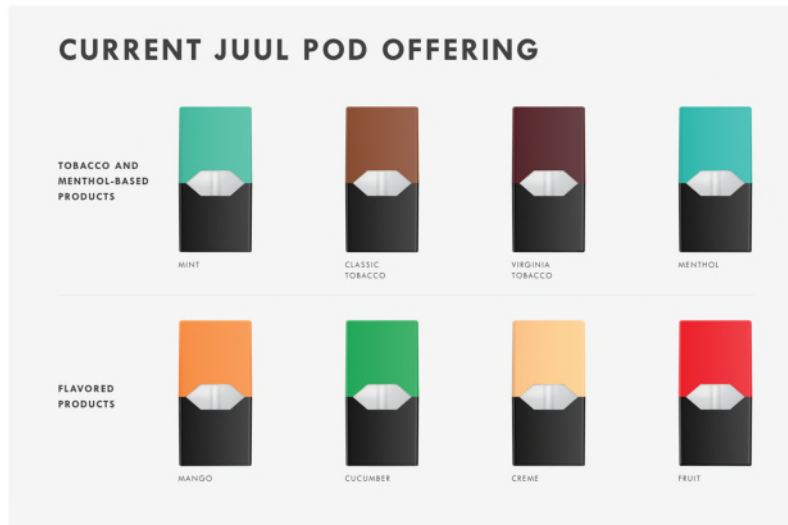 CURRENT JUUL POD OFFERING
TOBACCO AND
MENTHOL-BASED
PRODUCTS
MINT
CLASSIC
TOBACCO
VIRGINIA
TOBACCO
MENTHOL
FLAVORED
PRODUCTS
MANGO
CUCUMBER
CREME
FRUIT